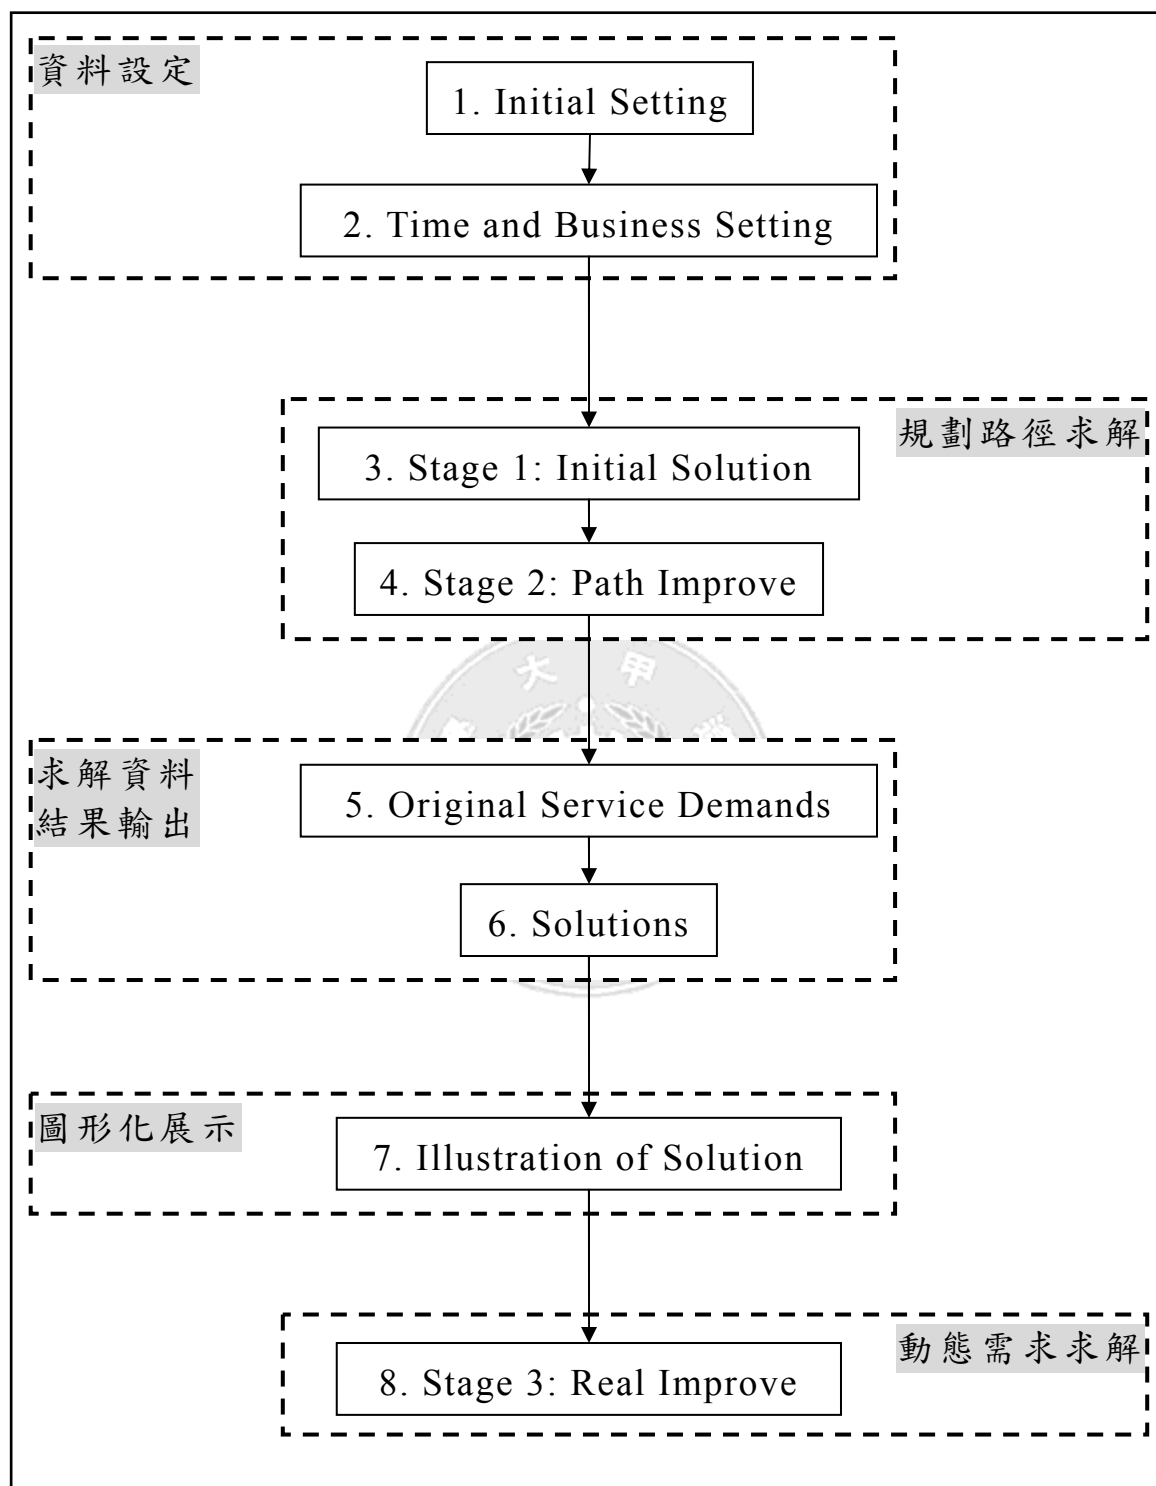 資料設定
1. Initial Setting
2. Time and Business Setting
規劃路徑求解
3. Stage 1: Initial Solution
4. Stage 2: Path Improve
大 甲
求解資料
結果輸出
5. Original Service Demands
6. Solutions
圖形化展示
7. Illustration of Solution
動態需求求解
8. Stage 3: Real Improve